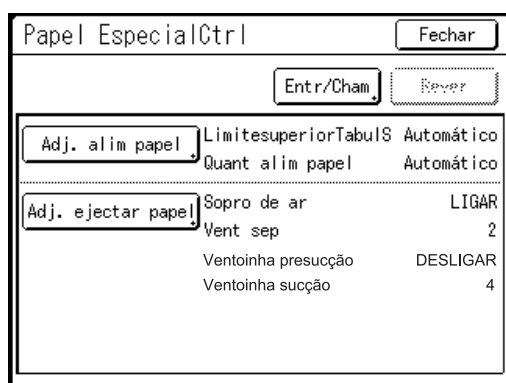 Papel EspecialCtrl Fechar
Entr/Cham. Rever
Adj. alim papel LimitesuperiorTabulS Automático
Quant alim papel Automático
Adj. ejectar papel Sopro de ar LIGAR
Vent sep 2
Ventoinha presucção DESLIGAR
Ventoinha sucção 4